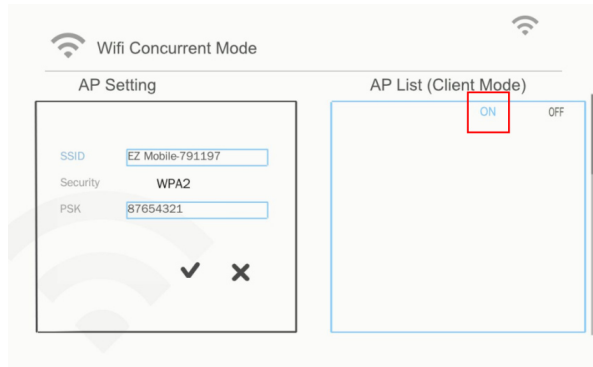 Wifi Concurrent Mode
AP Setting
AP List (Client Mode)
ON OFF
SSID EZ Mobile-791197
Security WPA2
PSK 87654321